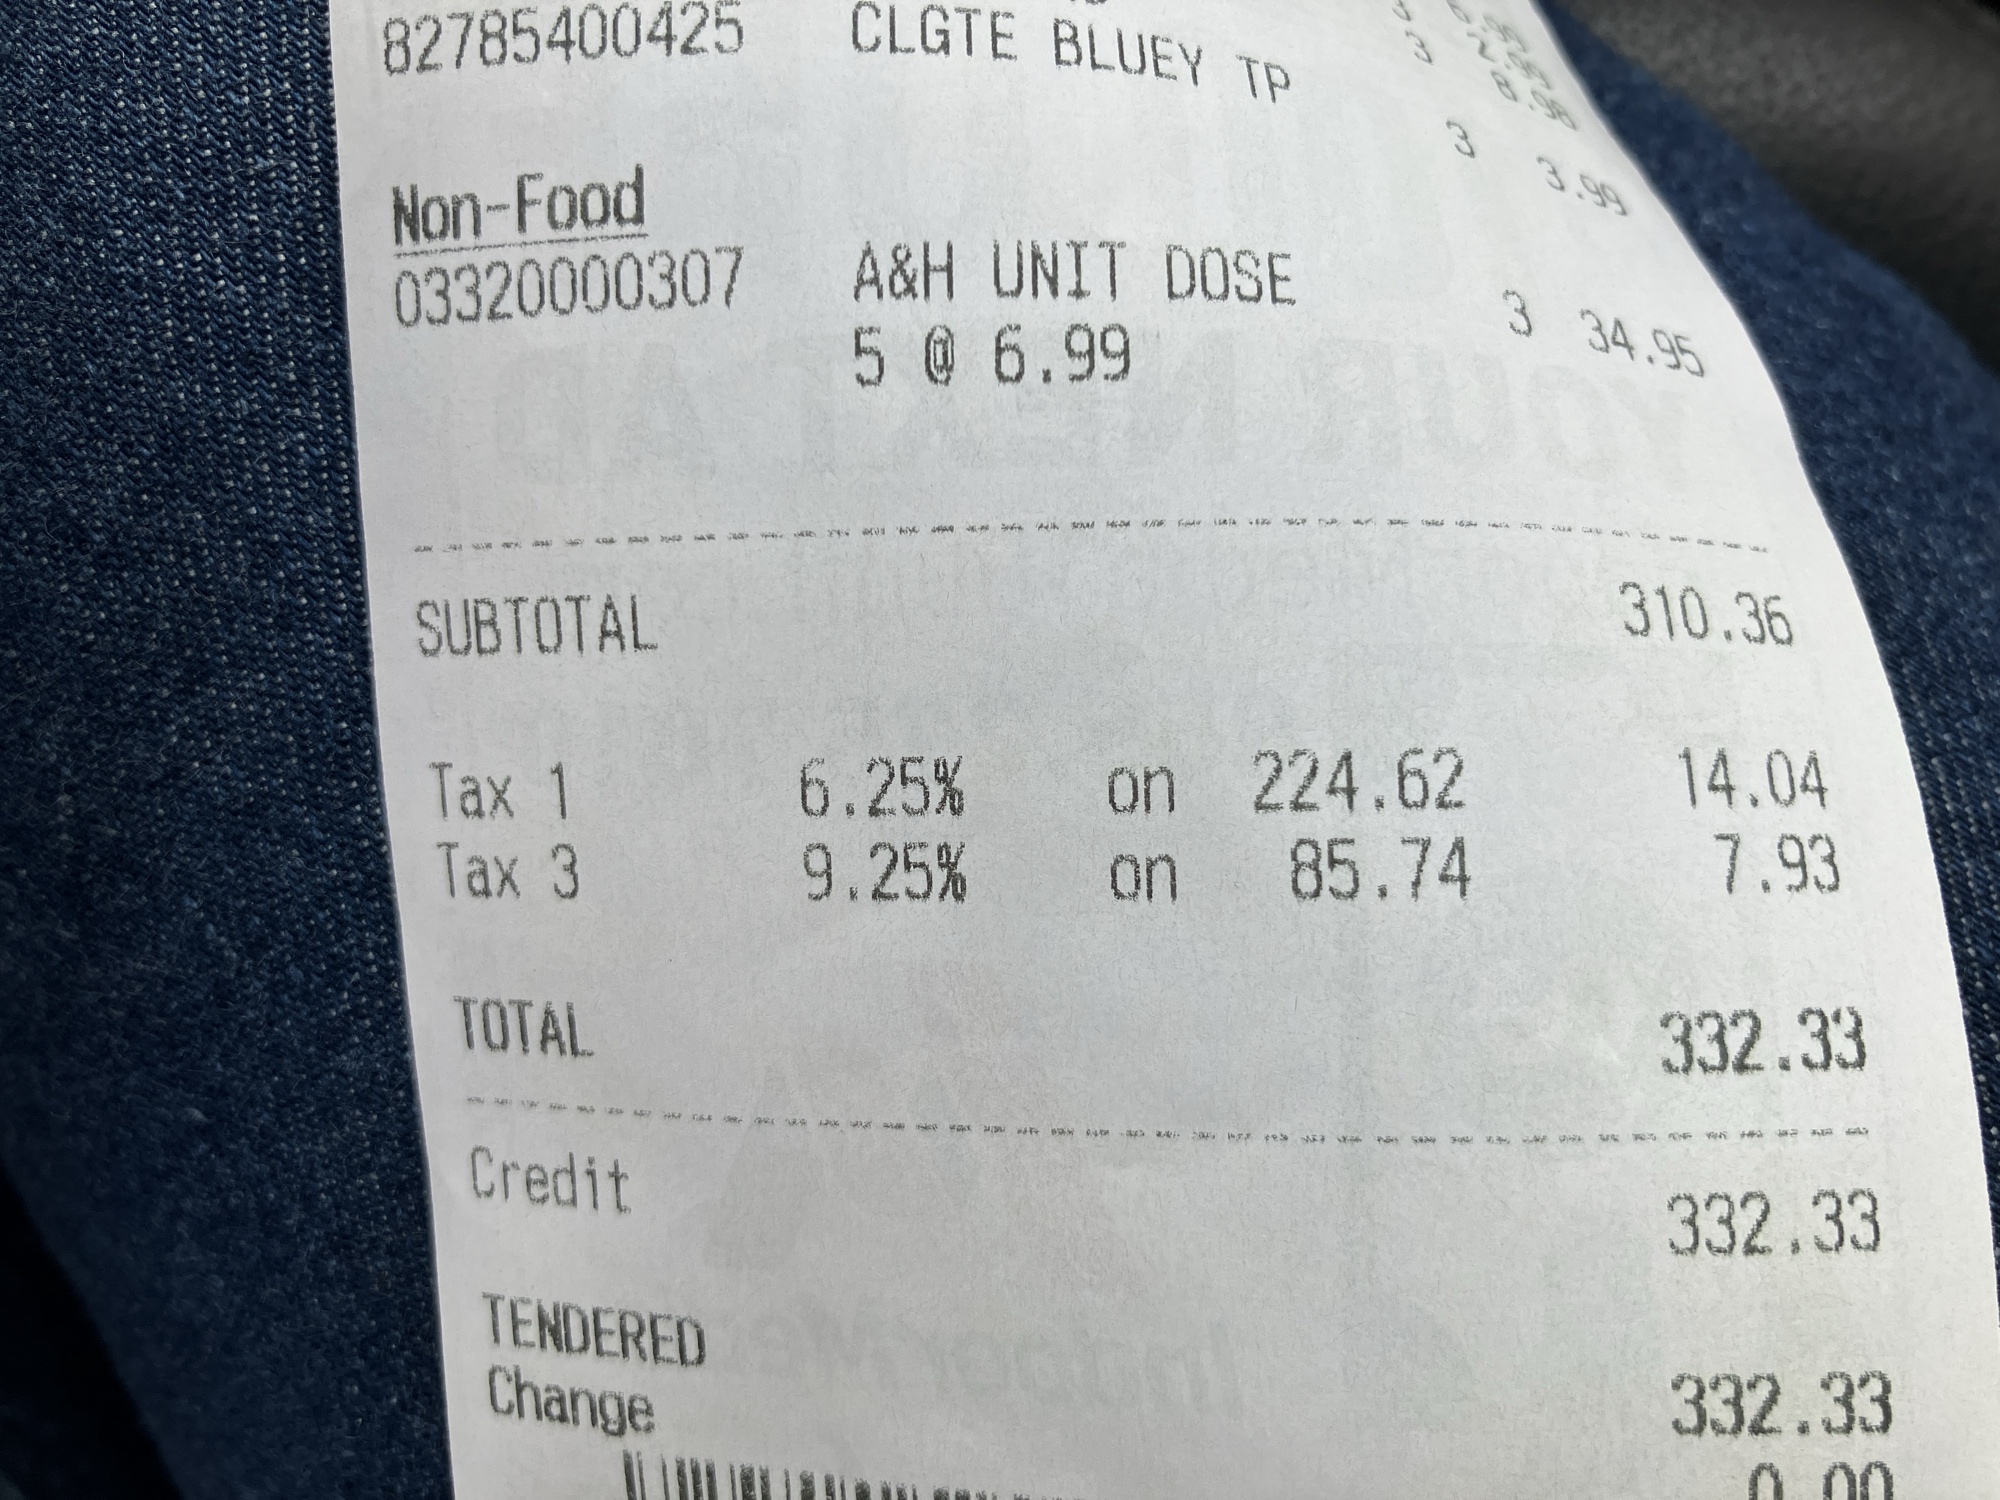 82785400425 CLGTE BLUEY TP 3 3.99
Non-Food
03320000307 A&H UNIT DOSE 3 34.95
5 @ 6.99
SUBTOTAL 310.36
Tax 1 6.25% on 224.62 14.04
Tax 3 9.25% on 85.74 7.93
TOTAL 332.33
Credit 332.33
TENDERED 332.33
Change 0.00